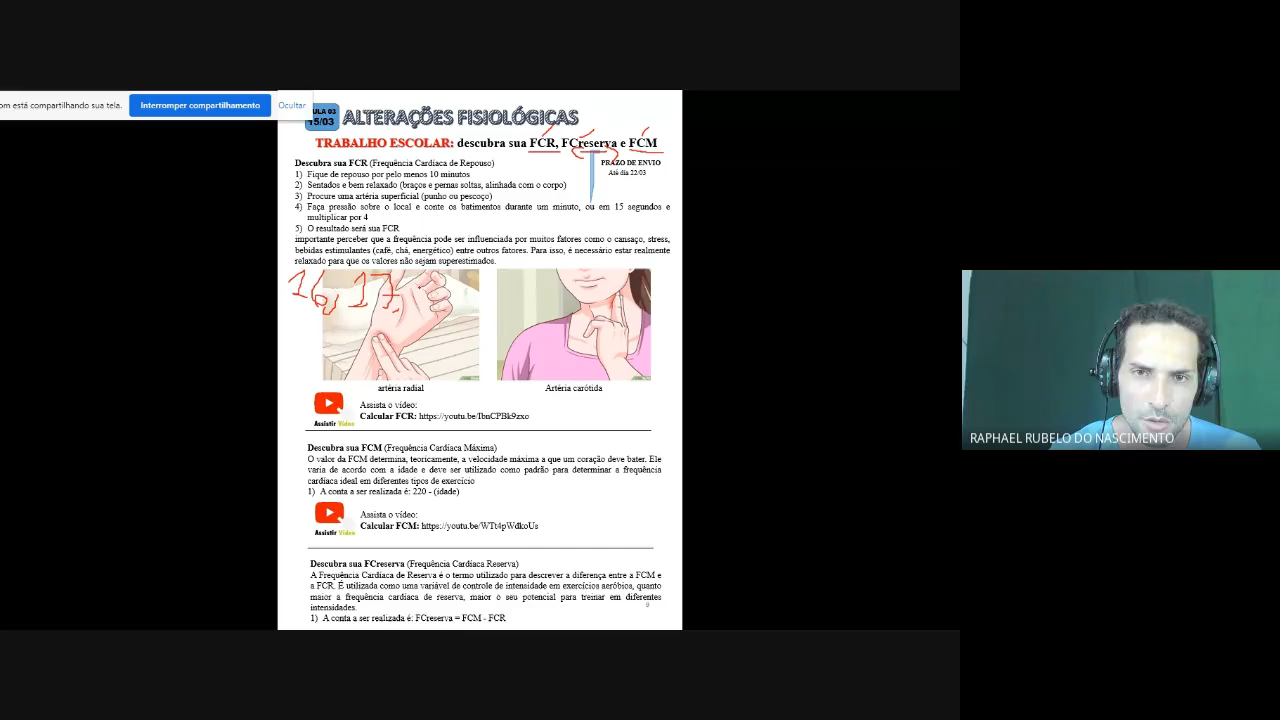 om está compartilhando sua tela. Interromper compartilhamento Ocultar
AULA 03
15/03
ALTERAÇÕES FISIOLÓGICAS
TRABALHO ESCOLAR: descubra sua FCR, FCreserva e FCM
PRAZO DE ENVIO
Até dia 22/03
Descubra sua FCR (Frequência Cardíaca de Repouso)
1) Fique de repouso por pelo menos 10 minutos
2) Sentados e bem relaxado (braços e pernas soltas, alinhada com o corpo)
3) Procure uma artéria superficial (punho ou pescoço)
4) Faça pressão sobre o local e conte os batimentos durante um minuto, ou em 15 segundos e
multiplicar por 4
5) O resultado será sua FCR
importante perceber que a frequência pode ser influenciada por muitos fatores como o cansaço, stress,
bebidas estimulantes (café, chá, energético) entre outros fatores. Para isso, é necessário estar realmente
relaxado para que os valores não sejam superestimados.
16, 17,
artéria radial
Artéria carótida
Assistir Vídeo
Assista o vídeo:
Calcular FCR: https://youtu.be/IbnCPBk9zxo
Descubra sua FCM (Frequência Cardíaca Máxima)
O valor da FCM determina, teoricamente, a velocidade máxima a que um coração deve bater. Ele
varia de acordo com a idade e deve ser utilizado como padrão para determinar a frequência
cardíaca ideal em diferentes tipos de exercício
1) A conta a ser realizada é: 220 - (idade)
Assistir Vídeo
Assista o vídeo:
Calcular FCM: https://youtu.be/WTt4pWdkoUs
Descubra sua FCreserva (Frequência Cardíaca Reserva)
A Frequência Cardíaca de Reserva é o termo utilizado para descrever a diferença entre a FCM e
a FCR. É utilizada como uma variável de controle de intensidade em exercícios aeróbios, quanto
maior a frequência cardíaca de reserva, maior o seu potencial para treinar em diferentes
intensidades.
9
1) A conta a ser realizada é: FCreserva = FCM - FCR
RAPHAEL RUBELO DO NASCIMENTO